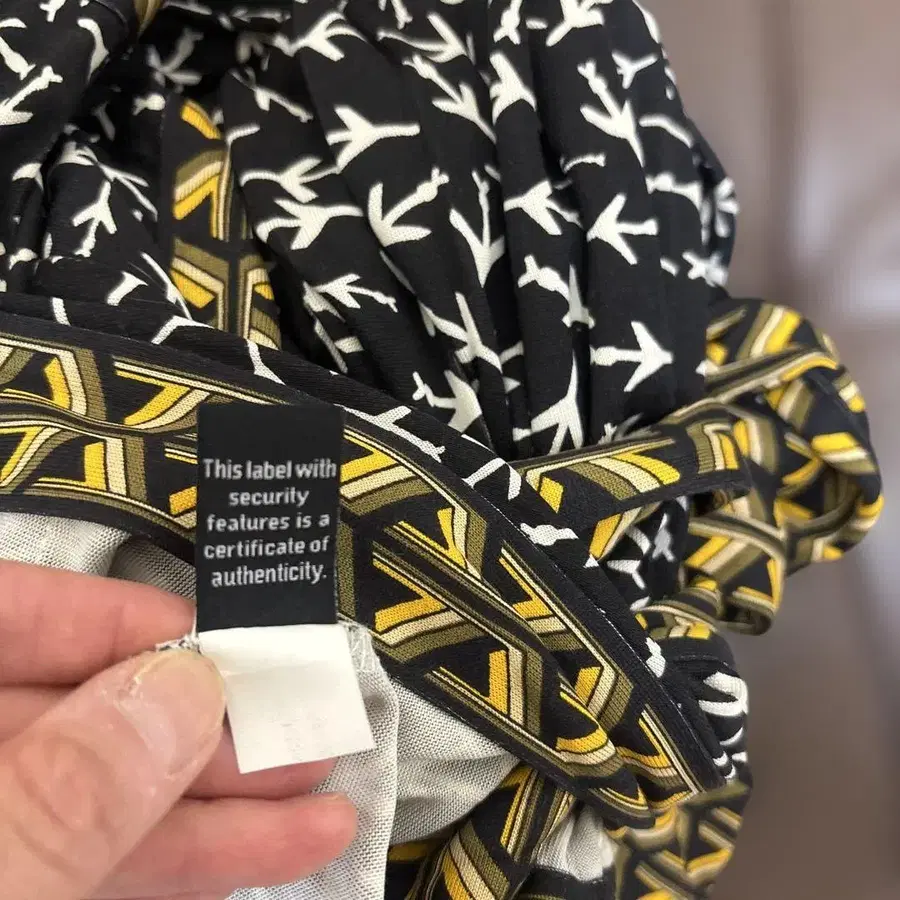 This label with
security
features is a
certificate of
authenticity.